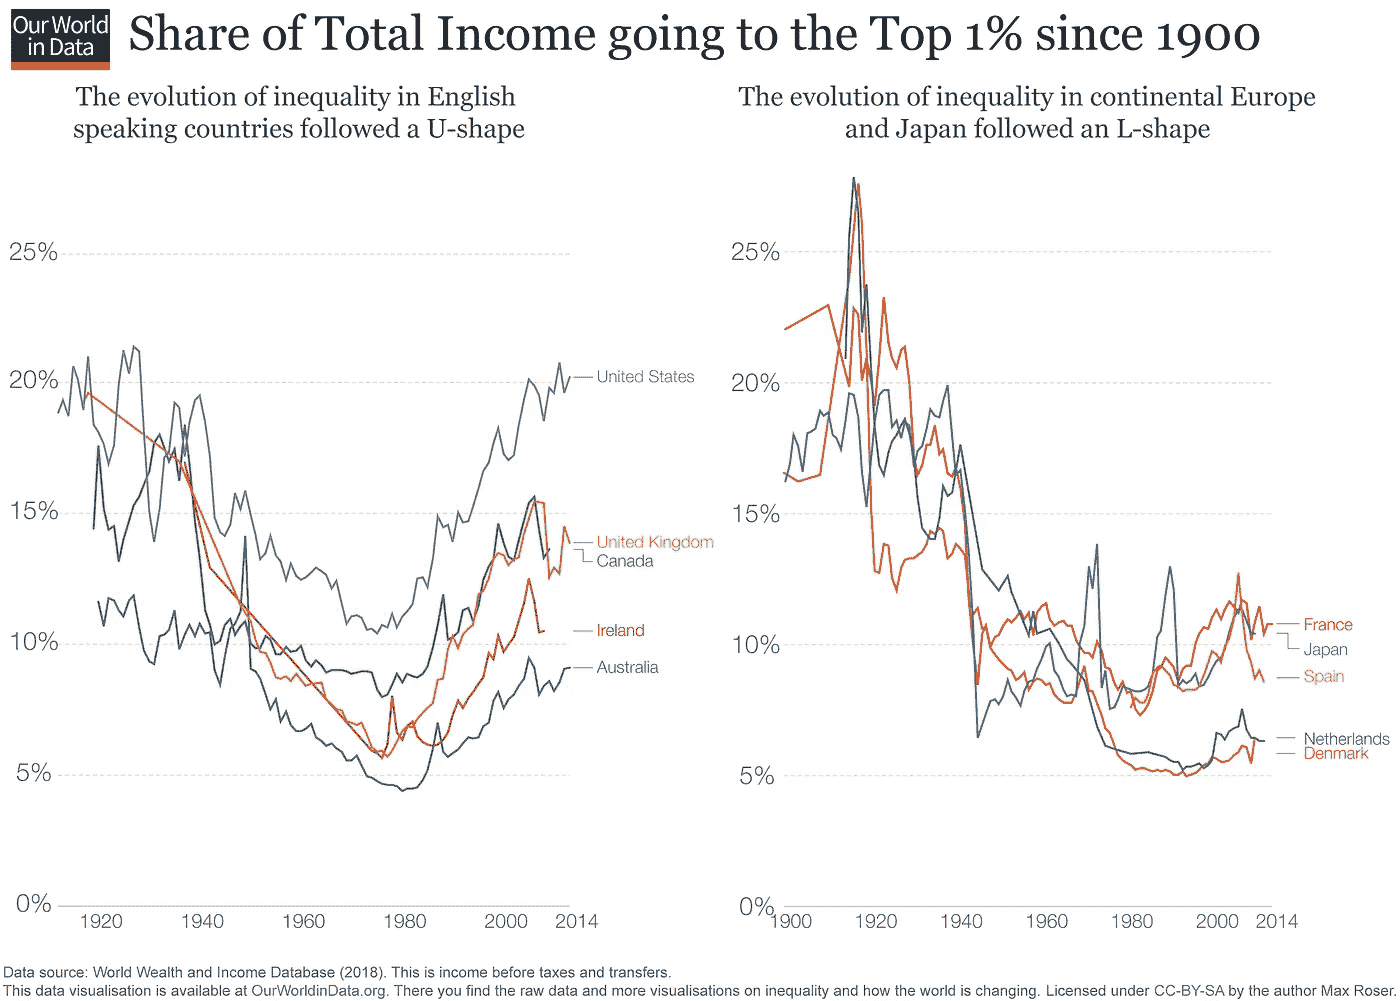 Our World
in Data
Share of Total Income going to the Top 1% since 1900
The evolution of inequality in English
speaking countries followed a U-shape
The evolution of inequality in continental Europe
and Japan followed an L-shape
25%
20%
15%
10%
5%
0%
United States
United Kingdom
Canada
Ireland
Australia
1920
1940
1960
1980
2000
2014
25%
20%
15%
10%
5%
0%
France
Japan
Spain
Netherlands
Denmark
1900
1920
1940
1960
1980
2000
2014
Data source: World Wealth and Income Database (2018). This is income before taxes and transfers.
This data visualisation is available at OurWorldinData.org. There you find the raw data and more visualisations on inequality and how the world is changing. Licensed under CC-BY-SA by the author Max Roser.